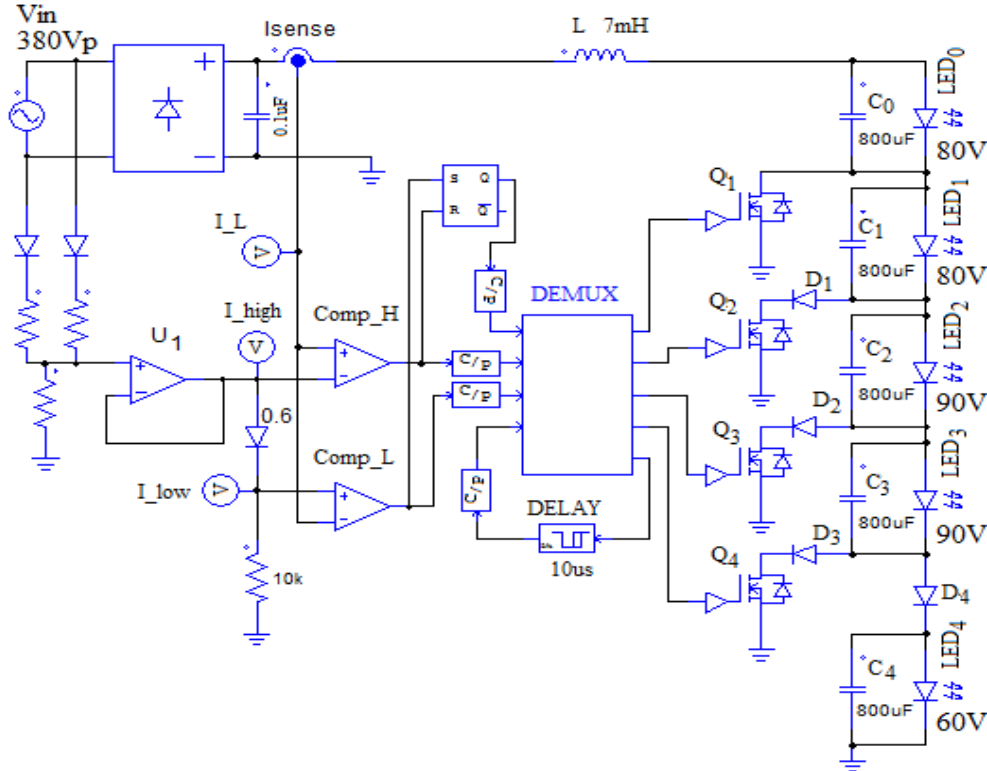 Vin
380Vp
Isense
L 7mH
LED0
0.1uF
C0
800uF
80V
S Q
R Q
Q1
LED1
C1
800uF
80V
I_L
D1
I_high
Comp_H
C/P
DEMUX
Q2
LED2
C2
800uF
90V
U1
C/P
C/P
D2
0.6
Q3
LED3
Comp_L
I_low
C/P
C3
800uF
90V
DELAY
D3
10us
Q4
10k
D4
LED4
C4
800uF
60V
V
V
V